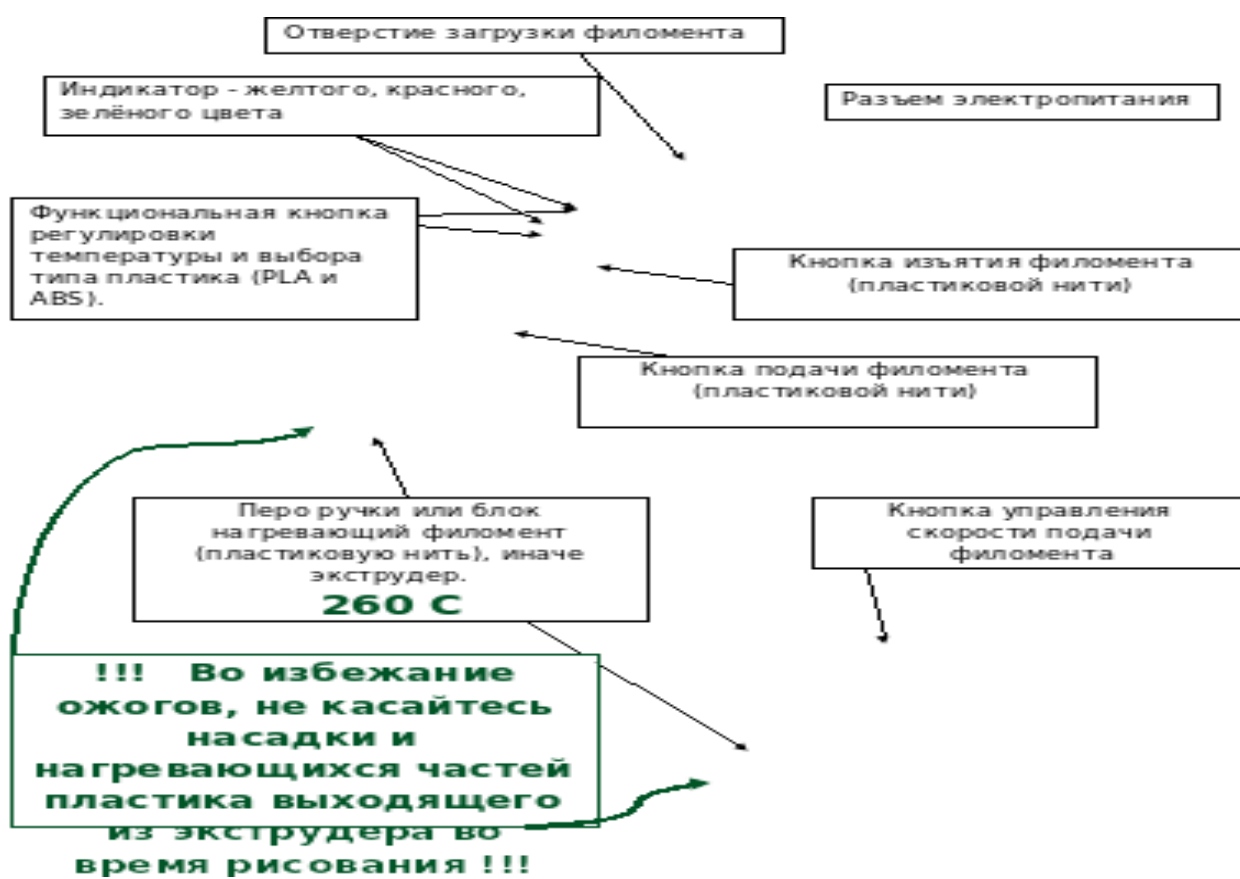 Отверстие загрузки филомента
Индикатор - желтого, красного,
зелёного цвета
Разъем электропитания
Функциональная кнопка
регулировки
температуры и выбора
типа пластика (PLA и
ABS).
Кнопка изъятия филомента
(пластиковой нити)
Кнопка подачи филомента
(пластиковой нити)
Перо ручки или блок
нагревающий филомент
(пластиковую нить), иначе
экструдер.
260 С
Кнопка управления
скорости подачи
филомента
!!! Во избежание
ожогов, не касайтесь
насадки и
нагревающихся частей
пластика выходящего
из экструдера во
время рисования !!!